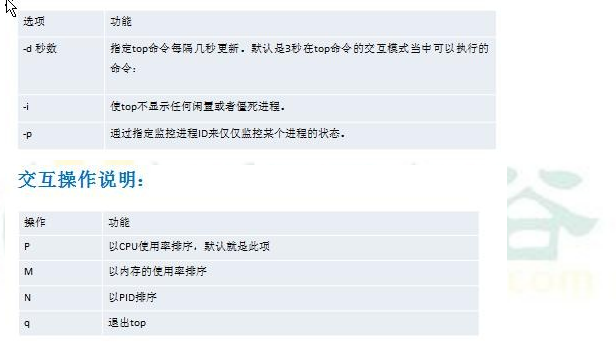 选项 功能
-d 秒数 指定top命令每隔几秒更新。默认是3秒在top命令的交互模式当中可以执行的
命令：
-i 使top不显示任何闲置或者僵死进程。
-p 通过指定监控进程ID来仅仅监控某个进程的状态。
交互操作说明：
操作 功能
P 以CPU使用率排序，默认就是此项
M 以内存的使用率排序
N 以PID排序
q 退出top
谷
.com